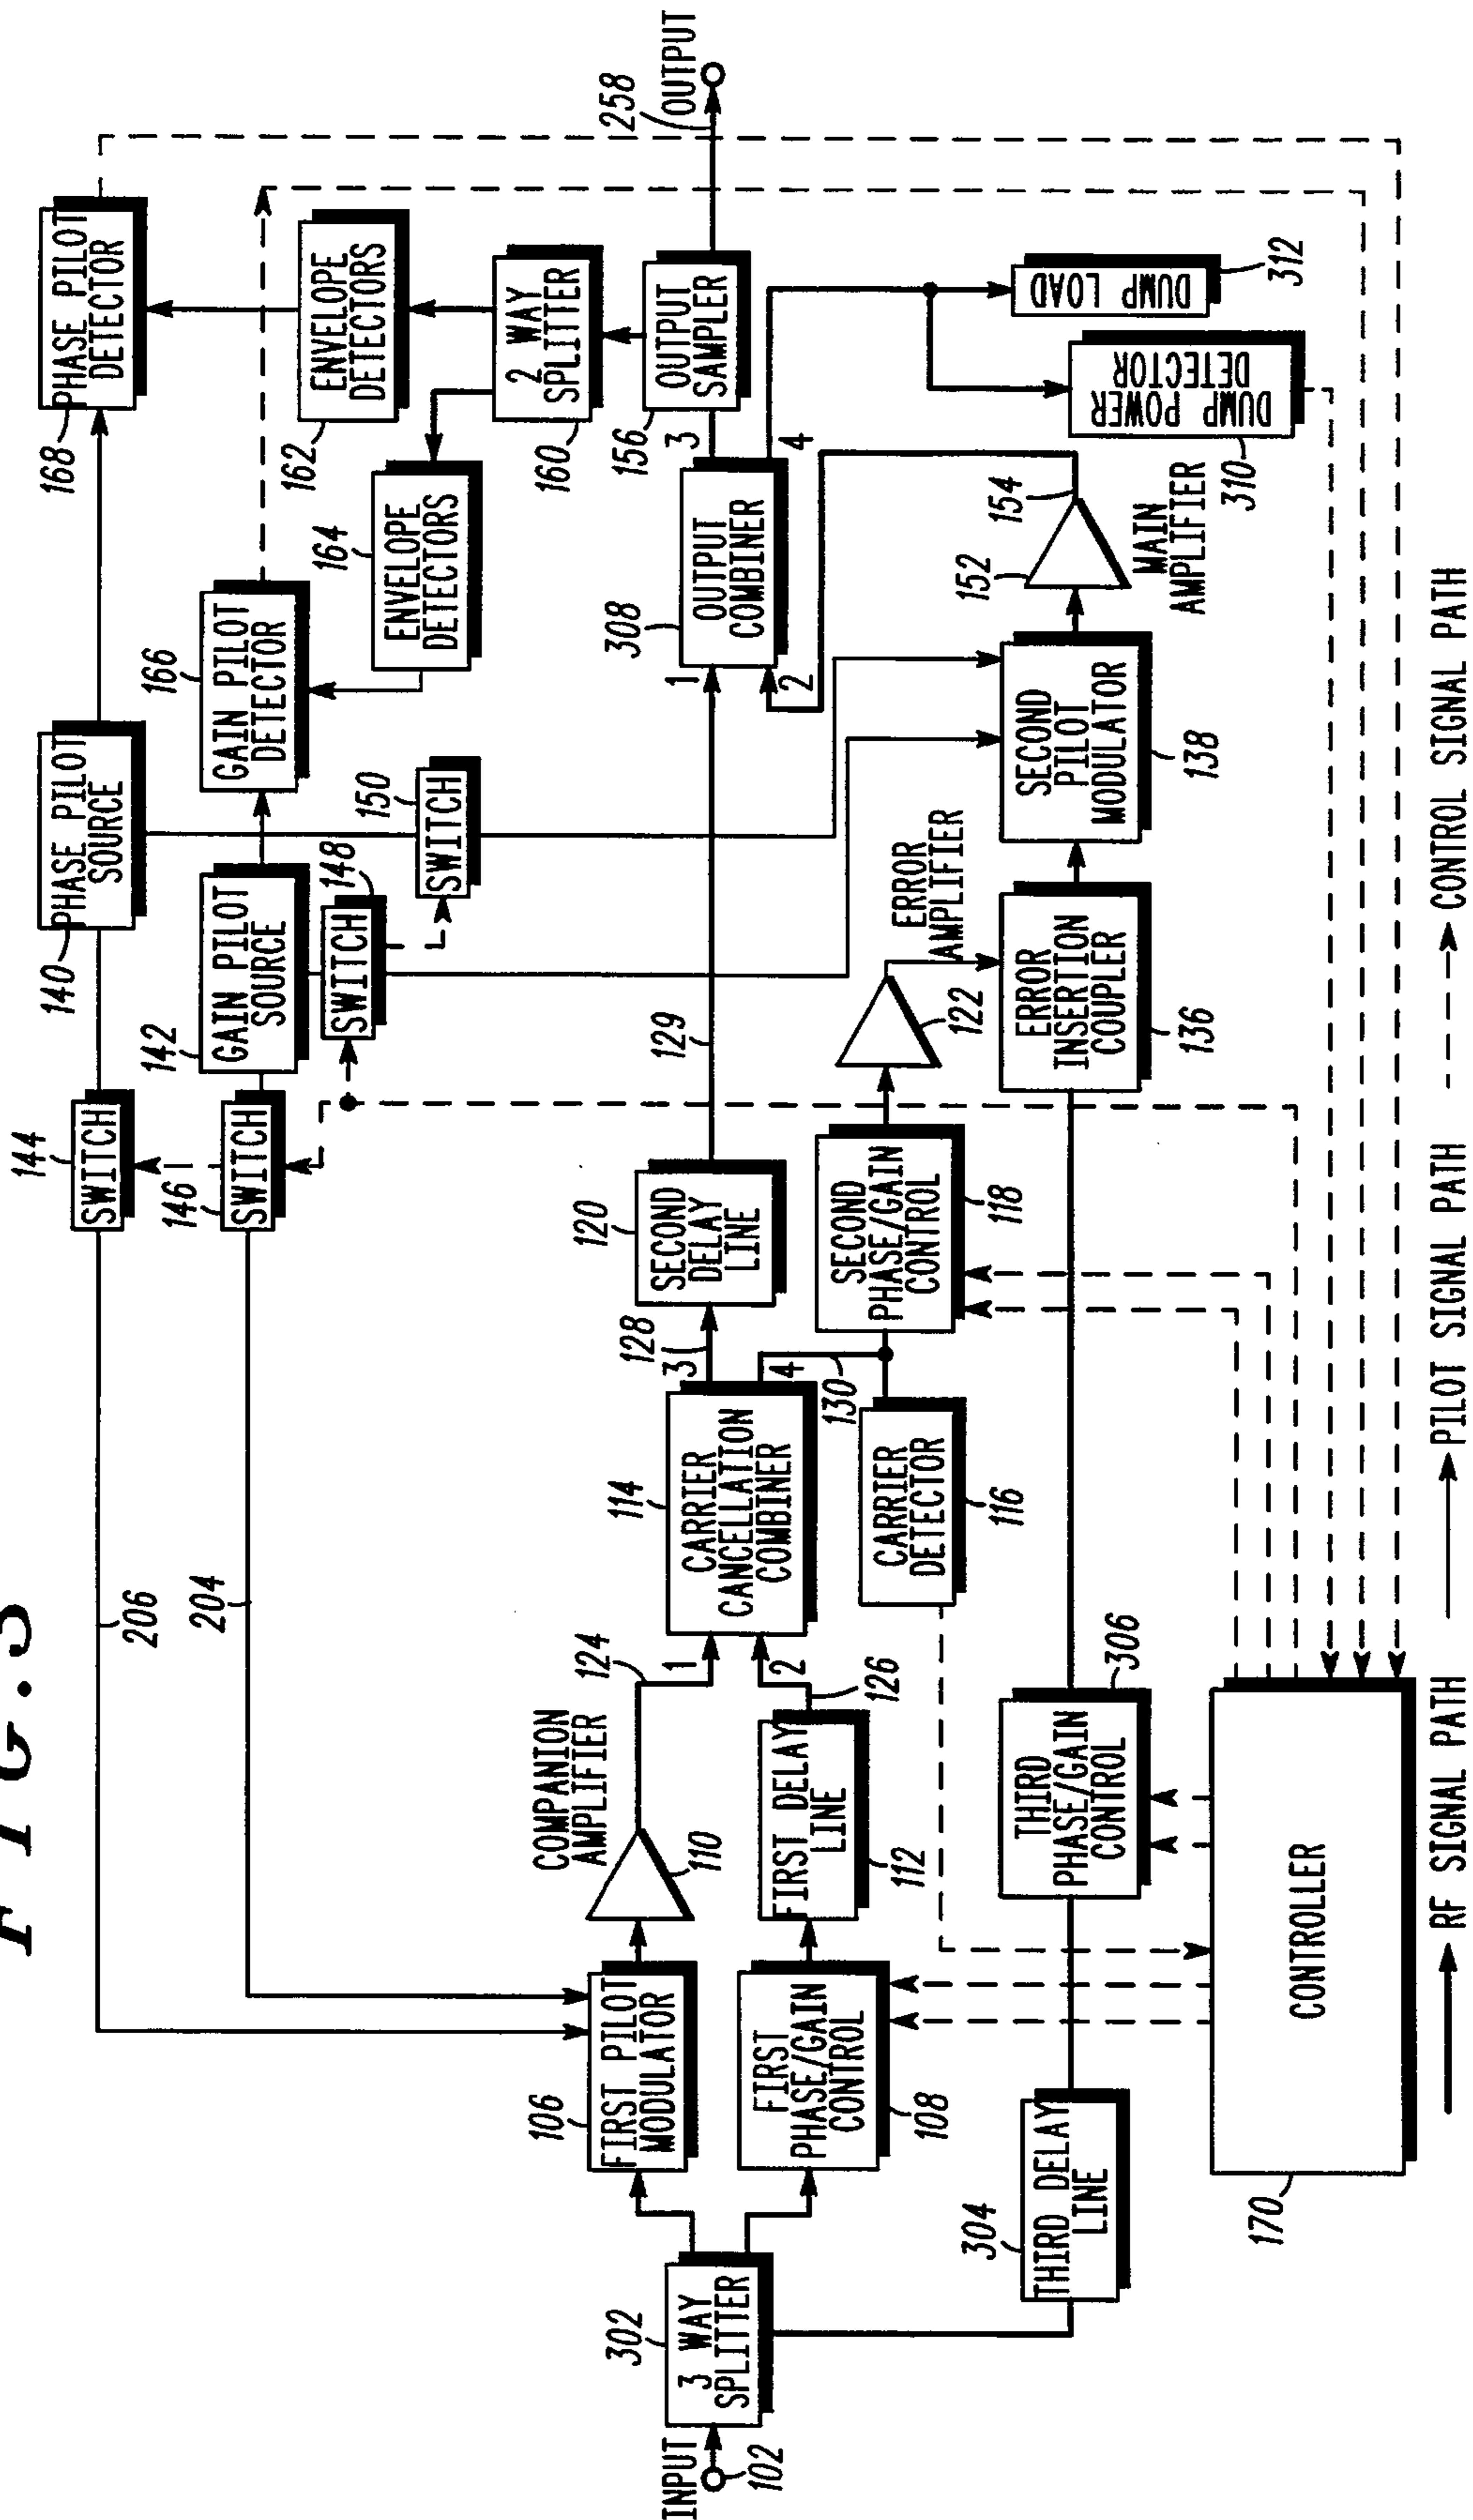 FIG.3
168
PHASE PILOT
DETECTOR
140
PHASE PILOT
SOURCE
144
SWITCH
206
142
GAIN PILOT
SOURCE
166
GAIN PILOT
DETECTOR
146
SWITCH
204
148
SWITCH
150
SWITCH
164
ENVELOPE
DETECTORS
162
ENVELOPE
DETECTORS
160
2 WAY
SPLITTER
156
OUTPUT
SAMPLER
258
OUTPUT
INPUT
102
302
3 WAY
SPLITTER
106
FIRST PILOT
MODULATOR
COMPANION
AMPLIFIER
110
124
1
114
CARRIER
CANCELLATION
COMBINER
2
126
3
128
4
130
120
SECOND
DELAY
LINE
129
308
OUTPUT
COMBINER
1
2
3
4
FIRST
PHASE/GAIN
CONTROL
108
FIRST DELAY
LINE
112
CARRIER
DETECTOR
116
SECOND
PHASE/GAIN
CONTROL
118
ERROR
AMPLIFIER
122
304
THIRD DELAY
LINE
THIRD
PHASE/GAIN
CONTROL
306
ERROR
INSERTION
COUPLER
136
SECOND
PILOT
MODULATOR
138
152
MAIN
AMPLIFIER
154
DUMP POWER
DETECTOR
310
DUMP LOAD
312
170
CONTROLLER
RF SIGNAL PATH
PILOT SIGNAL PATH
CONTROL SIGNAL PATH